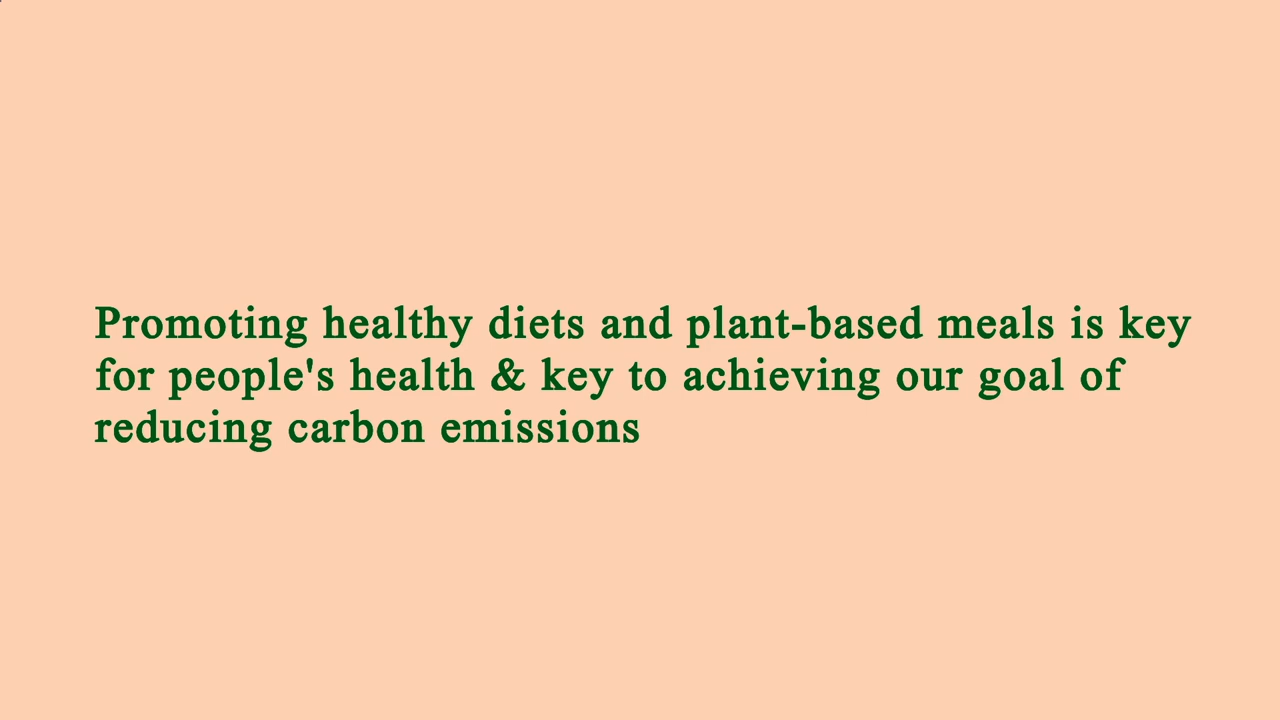 Promoting healthy diets and plant-based meals is key
for people's health & key to achieving our goal of
reducing carbon emissions